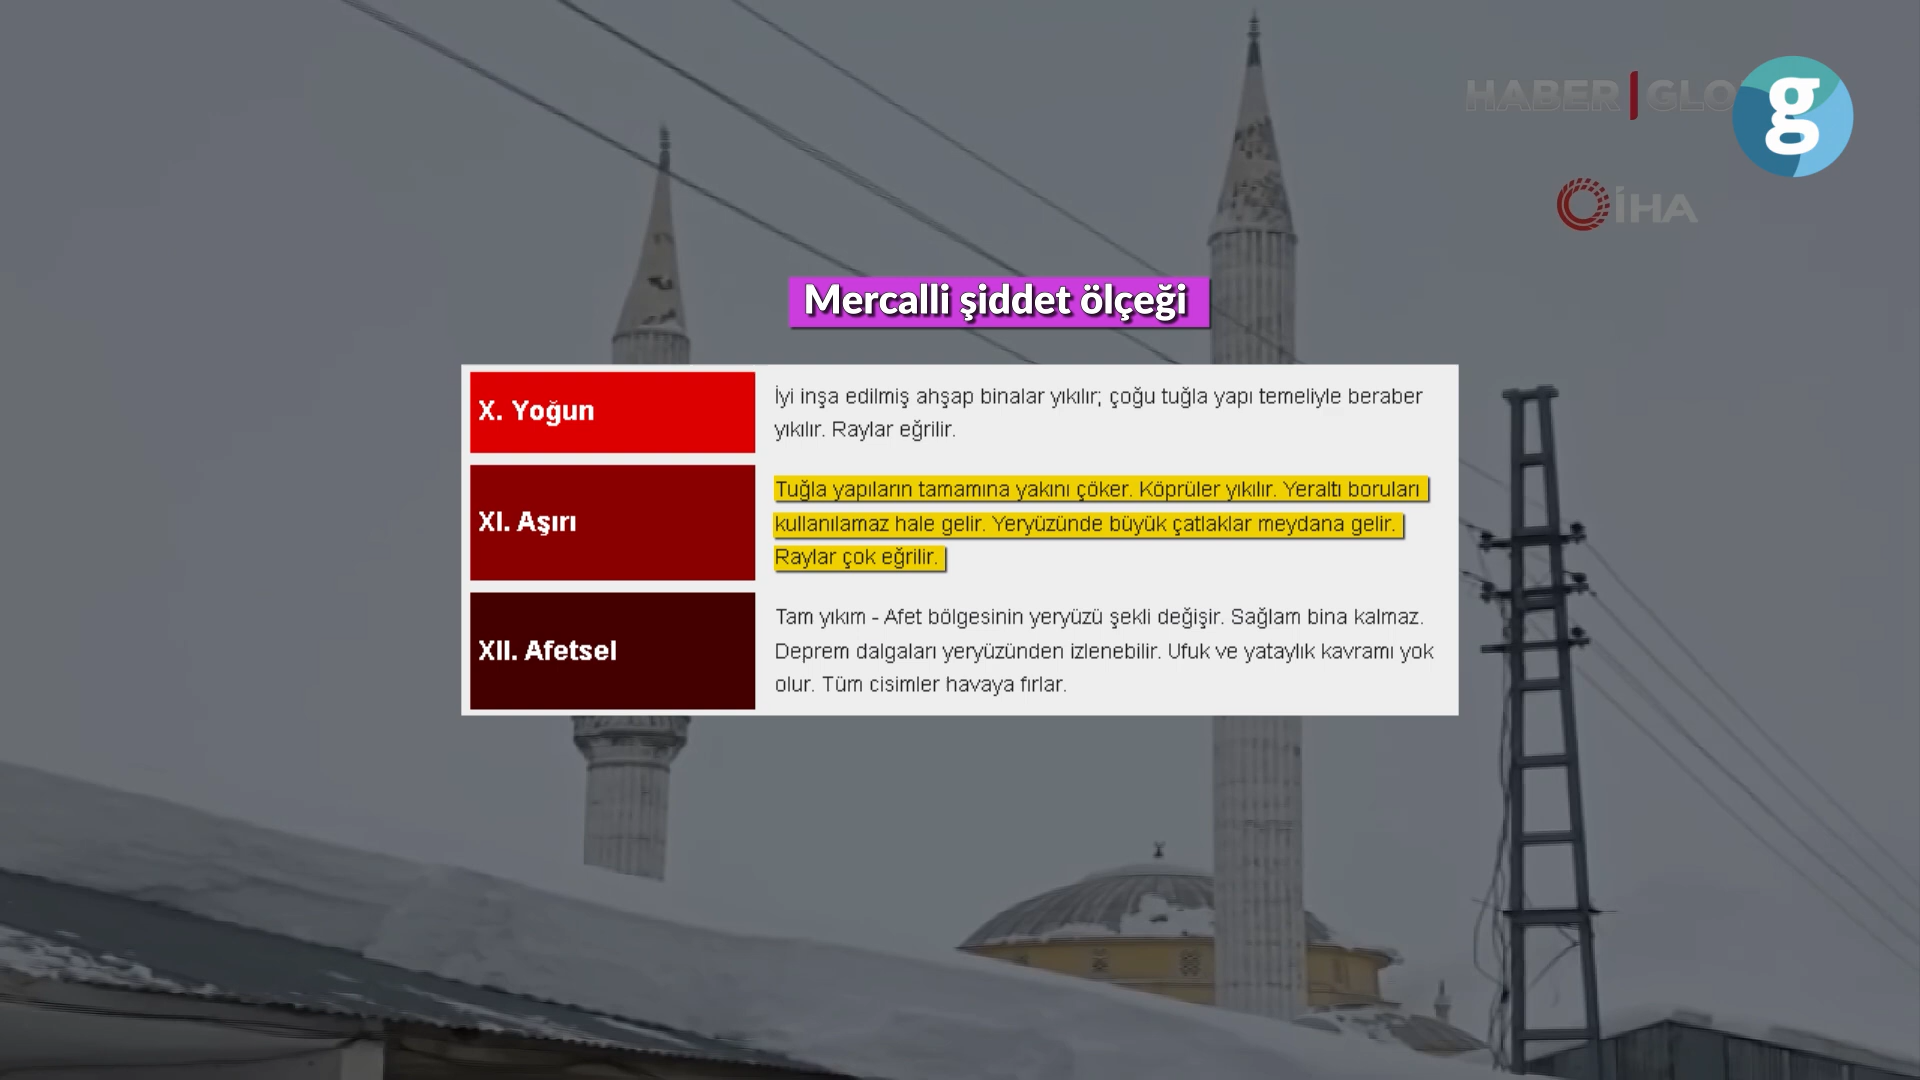 HABER GLO
g
İHA
Mercalli şiddet ölçeği
X. Yoğun
İyi inşa edilmiş ahşap binalar yıkılır; çoğu tuğla yapı temeliyle beraber
yıkılır. Raylar eğrilir.
XI. Aşırı
Tuğla yapıların tamamına yakını çöker. Köprüler yıkılır. Yeraltı boruları
kullanılamaz hale gelir. Yeryüzünde büyük çatlaklar meydana gelir.
Raylar çok eğrilir.
XII. Afetsel
Tam yıkım - Afet bölgesinin yeryüzü şekli değişir. Sağlam bina kalmaz.
Deprem dalgaları yeryüzünden izlenebilir. Ufuk ve yataylık kavramı yok
olur. Tüm cisimler havaya fırlar.